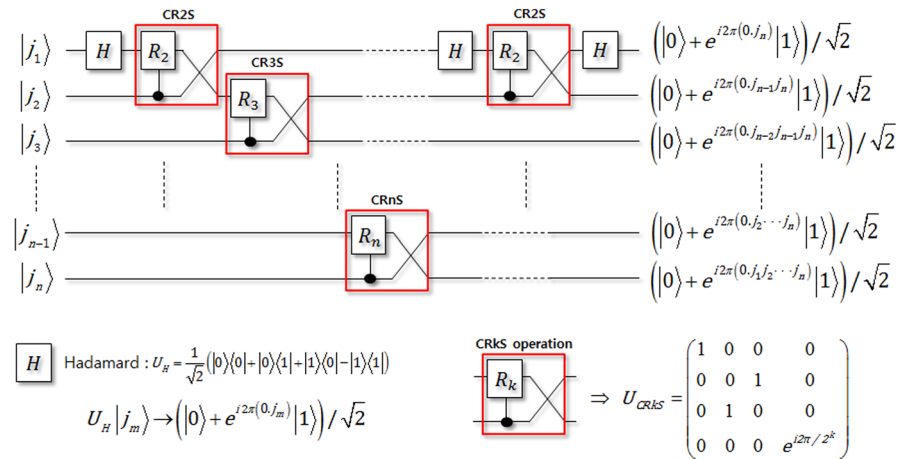 CR2S CR2S
|j₁⟩ H R₂ H R₂ H (|0⟩ + e^{i2π(0.jₙ)}|1⟩)/√2
CR3S
|j₂⟩ R₃ (|0⟩ + e^{i2π(0.jₙ₋₁jₙ)}|1⟩)/√2
|j₃⟩ (|0⟩ + e^{i2π(0.jₙ₋₂jₙ₋₁jₙ)}|1⟩)/√2
CRnS
|jₙ₋₁⟩ Rₙ (|0⟩ + e^{i2π(0.j₂⋯jₙ)}|1⟩)/√2
|jₙ⟩ (|0⟩ + e^{i2π(0.j₁j₂⋯jₙ)}|1⟩)/√2
H Hadamard : U_H = 1/√2 (|0⟩⟨0|+|0⟩⟨1|+|1⟩⟨0|−|1⟩⟨1|)
U_H|jₘ⟩ → (|0⟩ + e^{i2π(0.jₘ)}|1⟩)/√2
CRkS operation
R_k ⇒ U_{CRkS} =
1 0 0 0
0 0 1 0
0 1 0 0
0 0 0 e^{i2π/2^k}